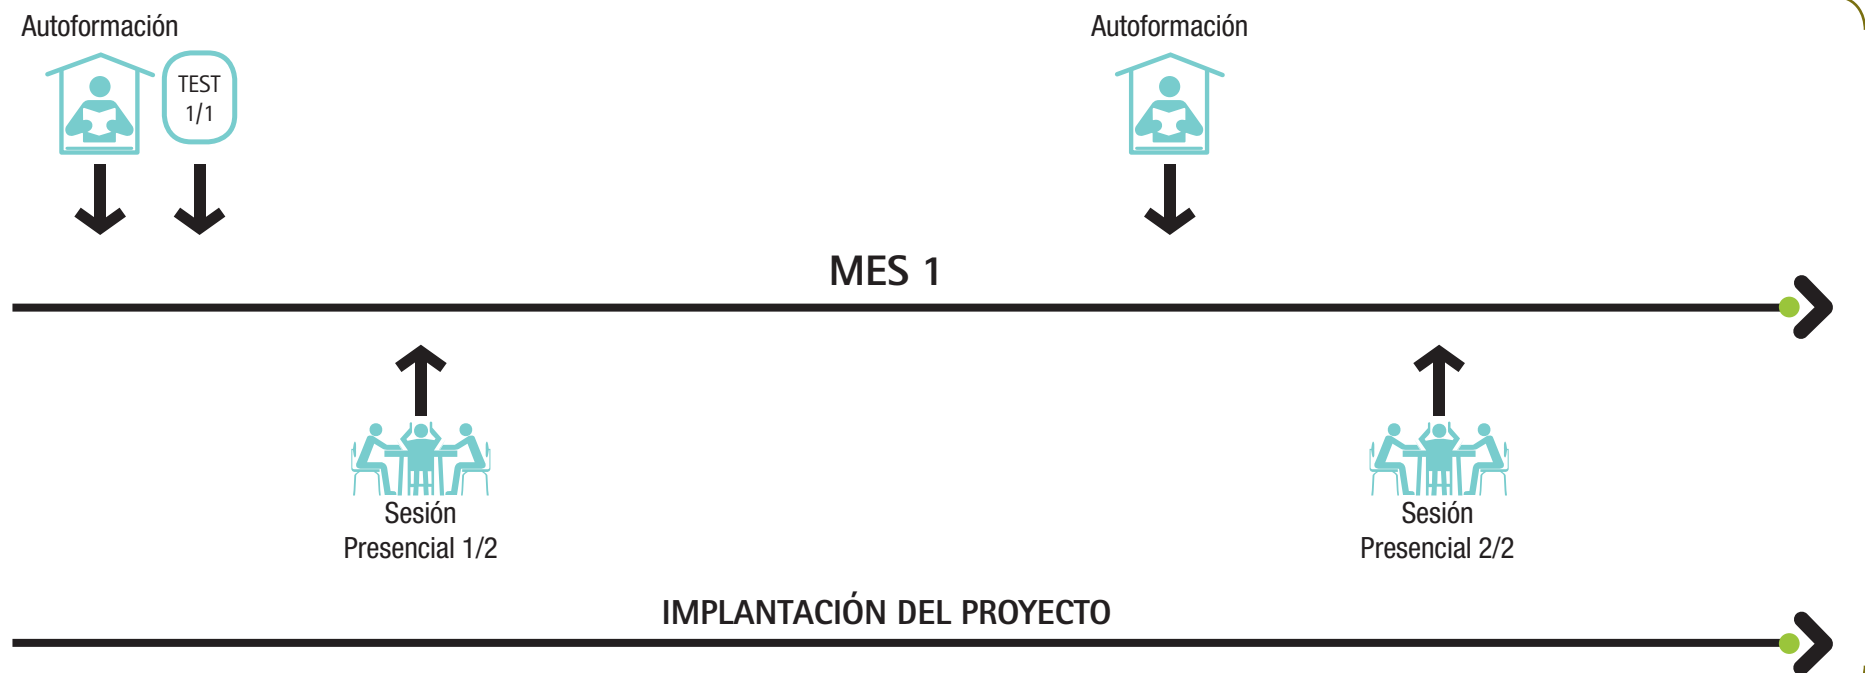 Autoformación
TEST
1/1
Autoformación
MES 1
Sesión
Presencial 1/2
Sesión
Presencial 2/2
IMPLANTACIÓN DEL PROYECTO